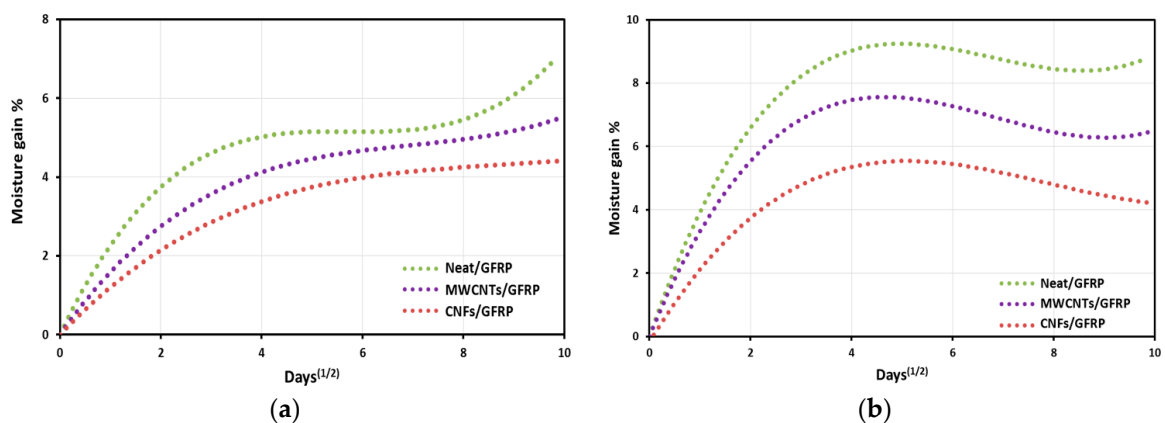 8
6
4
2
0
Moisture gain %
Neat/GFRP
MWCNTs/GFRP
CNFs/GFRP
0 2 4 6 8 10
Days(1/2)
(a)
10
8
6
4
2
0
Moisture gain %
Neat/GFRP
MWCNTs/GFRP
CNFs/GFRP
0 2 4 6 8 10
Days(1/2)
(b)